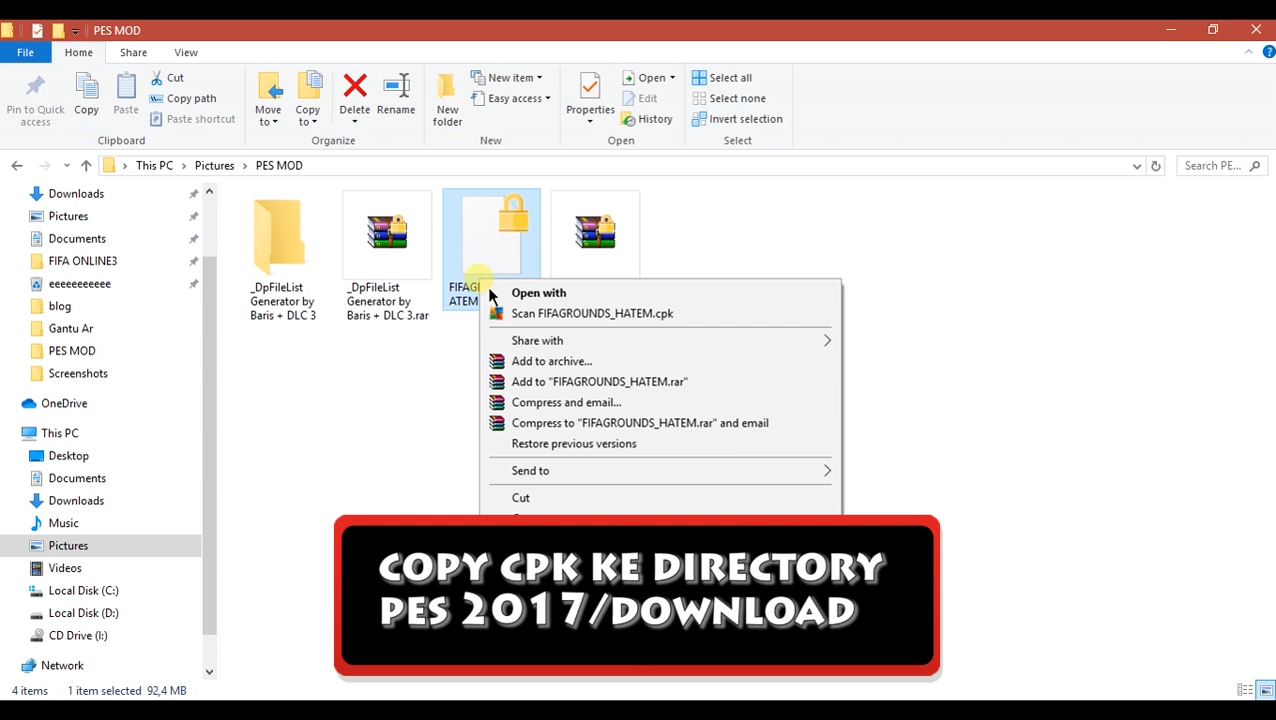 PES MOD
File Home Share View
Pin to Quick access
Copy
Paste
Cut
Copy path
Paste shortcut
Clipboard
Move to
Copy to
Delete
Rename
Organize
New folder
New item
Easy access
New
Properties
Open
Edit
History
Open
Select all
Select none
Invert selection
Select
This PC > Pictures > PES MOD
Search PE...
Downloads
Pictures
Documents
FIFA ONLINE3
eeeeeeeeeee
blog
Gantu Ar
PES MOD
Screenshots
OneDrive
This PC
Desktop
Documents
Downloads
Music
Pictures
Videos
Local Disk (C:)
Local Disk (D:)
CD Drive (I:)
Network
_DpFileList
Generator by
Baris + DLC 3
_DpFileList
Generator by
Baris + DLC 3.rar
Open with
Scan FIFAGROUNDS_HATEM.cpk
Share with
Add to archive...
Add to "FIFAGROUNDS_HATEM.rar"
Compress and email...
Compress to "FIFAGROUNDS_HATEM.rar" and email
Restore previous versions
Send to
Cut
COPY CPK KE DIRECTORY
PES 2017/DOWNLOAD
4 items 1 item selected 92,4 MB